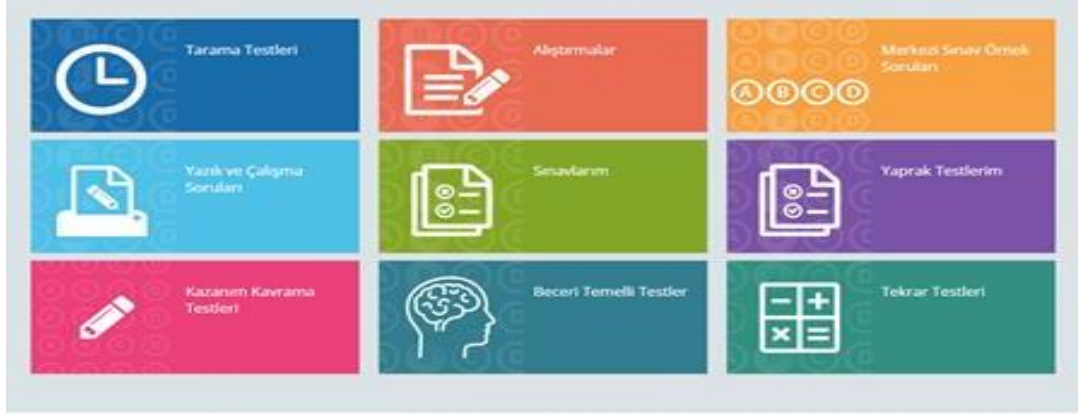 Tarama Testleri
Alıştırmalar
Merkezi Sınav Örnek
Soruları
A B C D
Yazılı ve Çalışma
Soruları
Sınavlarım
Yaprak Testlerim
Kazanım Kavrama
Testleri
Beceri Temelli Testler
Tekrar Testleri